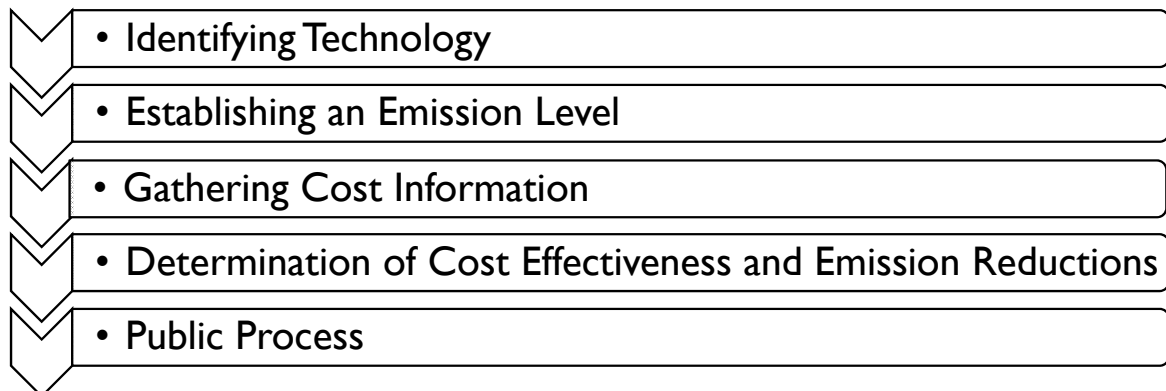 • Identifying Technology
• Establishing an Emission Level
• Gathering Cost Information
• Determination of Cost Effectiveness and Emission Reductions
• Public Process